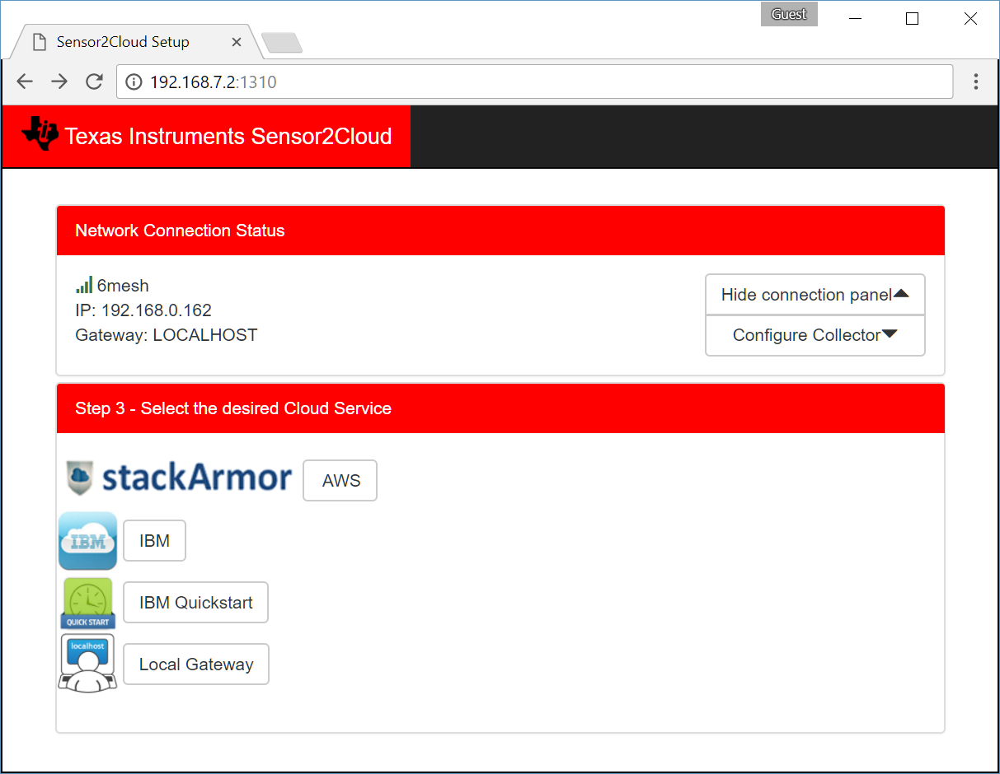 Guest
Sensor2Cloud Setup
192.168.7.2:1310
Texas Instruments Sensor2Cloud
Network Connection Status
6mesh
IP: 192.168.0.162
Gateway: LOCALHOST
Hide connection panel
Configure Collector
Step 3 - Select the desired Cloud Service
stackArmor AWS
IBM IBM
QUICK START IBM Quickstart
localhost
Local Gateway